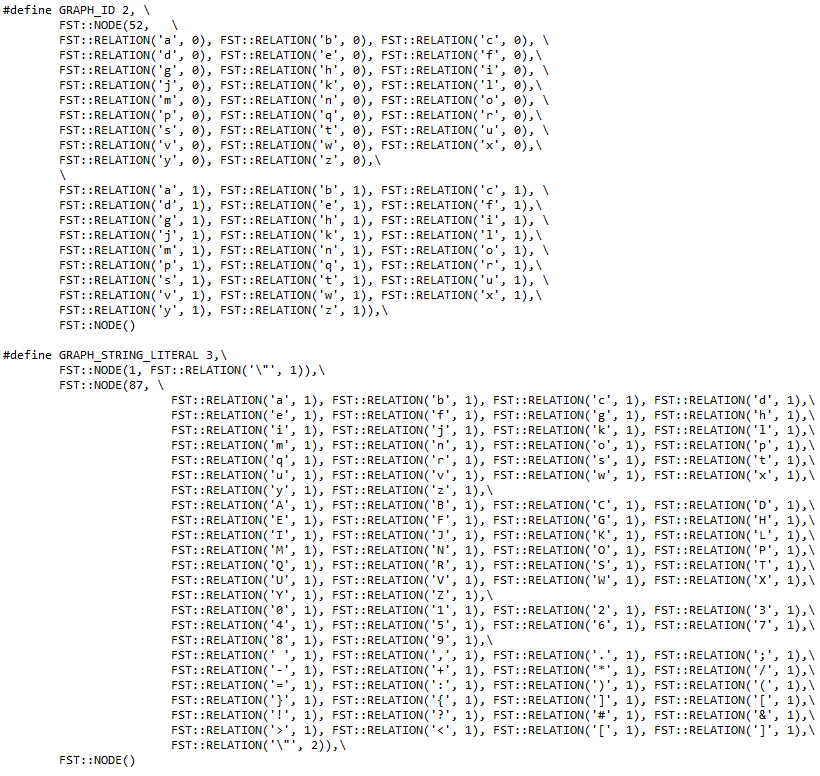 #define GRAPH_ID 2, \
FST::NODE(52, \
FST::RELATION('a', 0), FST::RELATION('b', 0), FST::RELATION('c', 0), \
FST::RELATION('d', 0), FST::RELATION('e', 0), FST::RELATION('f', 0),\
FST::RELATION('g', 0), FST::RELATION('h', 0), FST::RELATION('i', 0), \
FST::RELATION('j', 0), FST::RELATION('k', 0), FST::RELATION('l', 0),\
FST::RELATION('m', 0), FST::RELATION('n', 0), FST::RELATION('o', 0), \
FST::RELATION('p', 0), FST::RELATION('q', 0), FST::RELATION('r', 0),\
FST::RELATION('s', 0), FST::RELATION('t', 0), FST::RELATION('u', 0), \
FST::RELATION('v', 0), FST::RELATION('w', 0), FST::RELATION('x', 0),\
FST::RELATION('y', 0), FST::RELATION('z', 0),\
\
FST::RELATION('a', 1), FST::RELATION('b', 1), FST::RELATION('c', 1), \
FST::RELATION('d', 1), FST::RELATION('e', 1), FST::RELATION('f', 1),\
FST::RELATION('g', 1), FST::RELATION('h', 1), FST::RELATION('i', 1), \
FST::RELATION('j', 1), FST::RELATION('k', 1), FST::RELATION('l', 1),\
FST::RELATION('m', 1), FST::RELATION('n', 1), FST::RELATION('o', 1), \
FST::RELATION('p', 1), FST::RELATION('q', 1), FST::RELATION('r', 1),\
FST::RELATION('s', 1), FST::RELATION('t', 1), FST::RELATION('u', 1), \
FST::RELATION('v', 1), FST::RELATION('w', 1), FST::RELATION('x', 1),\
FST::RELATION('y', 1), FST::RELATION('z', 1)),\
FST::NODE()
#define GRAPH_STRING_LITERAL 3,\
FST::NODE(1, FST::RELATION('\"', 1)),\
FST::NODE(87, \
FST::RELATION('a', 1), FST::RELATION('b', 1), FST::RELATION('c', 1), FST::RELATION('d', 1),\
FST::RELATION('e', 1), FST::RELATION('f', 1), FST::RELATION('g', 1), FST::RELATION('h', 1),\
FST::RELATION('i', 1), FST::RELATION('j', 1), FST::RELATION('k', 1), FST::RELATION('l', 1),\
FST::RELATION('m', 1), FST::RELATION('n', 1), FST::RELATION('o', 1), FST::RELATION('p', 1),\
FST::RELATION('q', 1), FST::RELATION('r', 1), FST::RELATION('s', 1), FST::RELATION('t', 1),\
FST::RELATION('u', 1), FST::RELATION('v', 1), FST::RELATION('w', 1), FST::RELATION('x', 1),\
FST::RELATION('y', 1), FST::RELATION('z', 1),\
FST::RELATION('A', 1), FST::RELATION('B', 1), FST::RELATION('C', 1), FST::RELATION('D', 1),\
FST::RELATION('E', 1), FST::RELATION('F', 1), FST::RELATION('G', 1), FST::RELATION('H', 1),\
FST::RELATION('I', 1), FST::RELATION('J', 1), FST::RELATION('K', 1), FST::RELATION('L', 1),\
FST::RELATION('M', 1), FST::RELATION('N', 1), FST::RELATION('O', 1), FST::RELATION('P', 1),\
FST::RELATION('Q', 1), FST::RELATION('R', 1), FST::RELATION('S', 1), FST::RELATION('T', 1),\
FST::RELATION('U', 1), FST::RELATION('V', 1), FST::RELATION('W', 1), FST::RELATION('X', 1),\
FST::RELATION('Y', 1), FST::RELATION('Z', 1),\
FST::RELATION('0', 1), FST::RELATION('1', 1), FST::RELATION('2', 1), FST::RELATION('3', 1),\
FST::RELATION('4', 1), FST::RELATION('5', 1), FST::RELATION('6', 1), FST::RELATION('7', 1),\
FST::RELATION('8', 1), FST::RELATION('9', 1),\
FST::RELATION(' ', 1), FST::RELATION(',', 1), FST::RELATION('.', 1), FST::RELATION(';', 1),\
FST::RELATION('-', 1), FST::RELATION('+', 1), FST::RELATION('*', 1), FST::RELATION('/', 1),\
FST::RELATION('=', 1), FST::RELATION(':', 1), FST::RELATION(')', 1), FST::RELATION('(', 1),\
FST::RELATION('}', 1), FST::RELATION('{', 1), FST::RELATION(']', 1), FST::RELATION('[', 1),\
FST::RELATION('!', 1), FST::RELATION('?', 1), FST::RELATION('#', 1), FST::RELATION('&', 1),\
FST::RELATION('>', 1), FST::RELATION('<', 1), FST::RELATION('[', 1), FST::RELATION(']', 1),\
FST::RELATION('\"', 2)),\
FST::NODE()